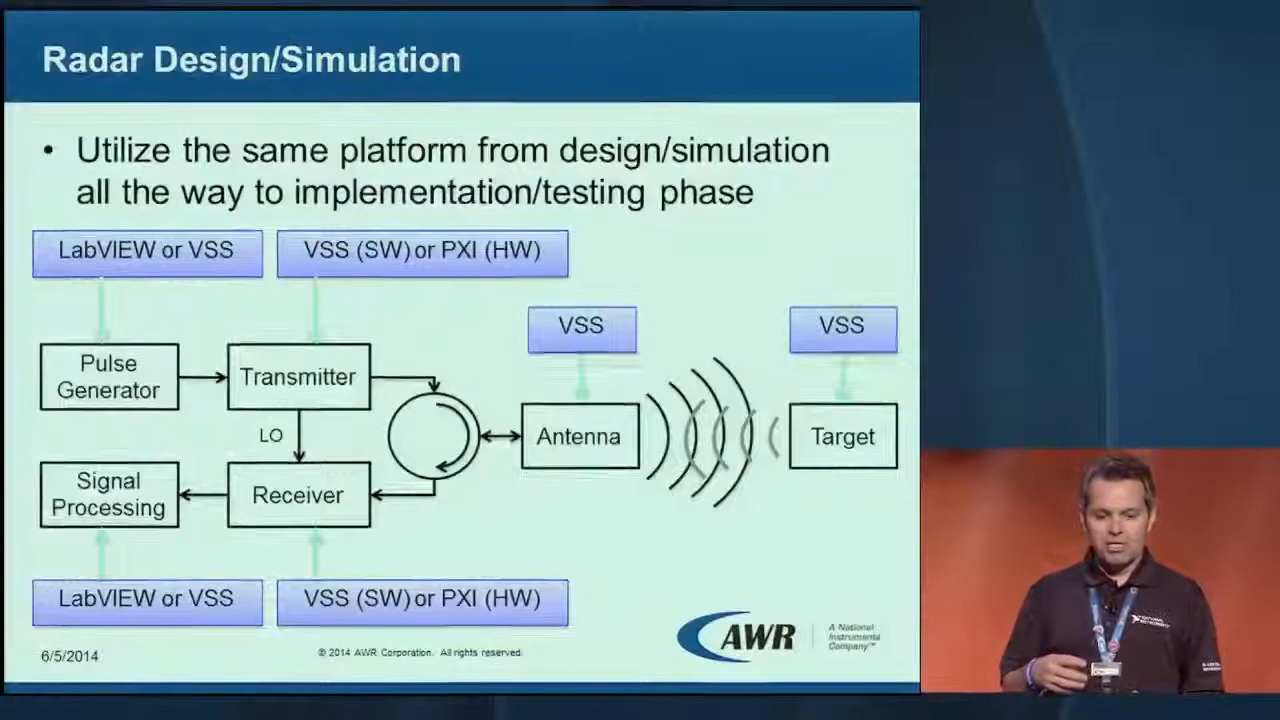 Radar Design/Simulation
• Utilize the same platform from design/simulation
all the way to implementation/testing phase
LabVIEW or VSS
VSS (SW) or PXI (HW)
VSS
VSS
Pulse
Generator
Transmitter
LO
Antenna
Target
Signal
Processing
Receiver
LabVIEW or VSS
VSS (SW) or PXI (HW)
6/5/2014
© 2014 AWR Corporation. All rights reserved.
AWR
A National
Instruments
Company™
NATIONAL
INSTRUMENTS